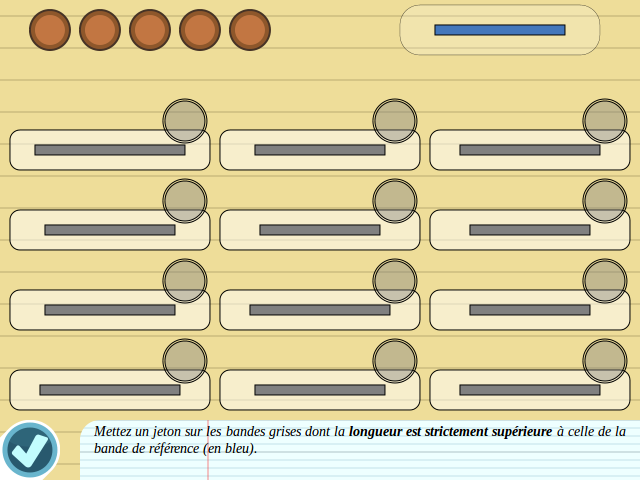 Mettez un jeton sur les bandes grises dont la longueur est strictement supérieure à celle de la
bande de référence (en bleu).